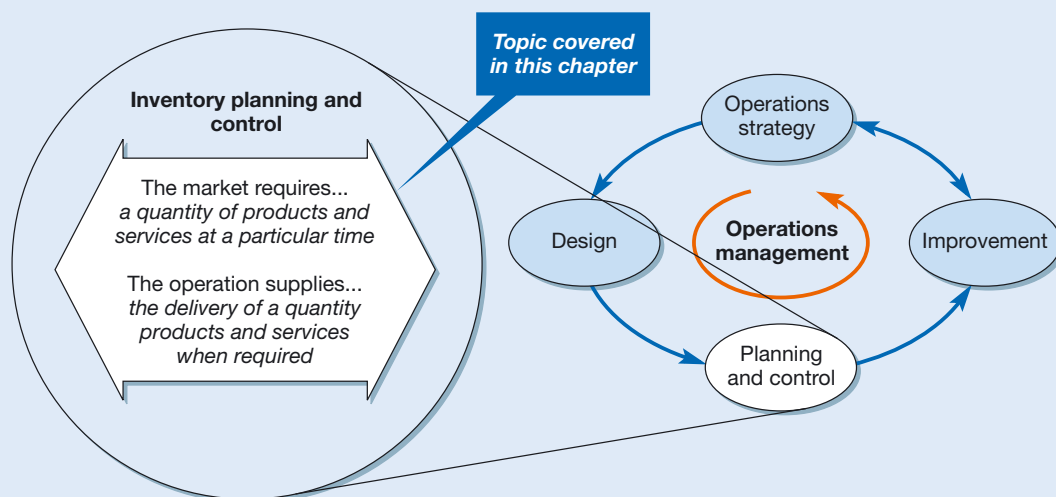 Topic covered
in this chapter
Inventory planning and
control
The market requires...
a quantity of products and
services at a particular time
The operation supplies...
the delivery of a quantity
products and services
when required
Operations
strategy
Design
Operations
management
Improvement
Planning
and control